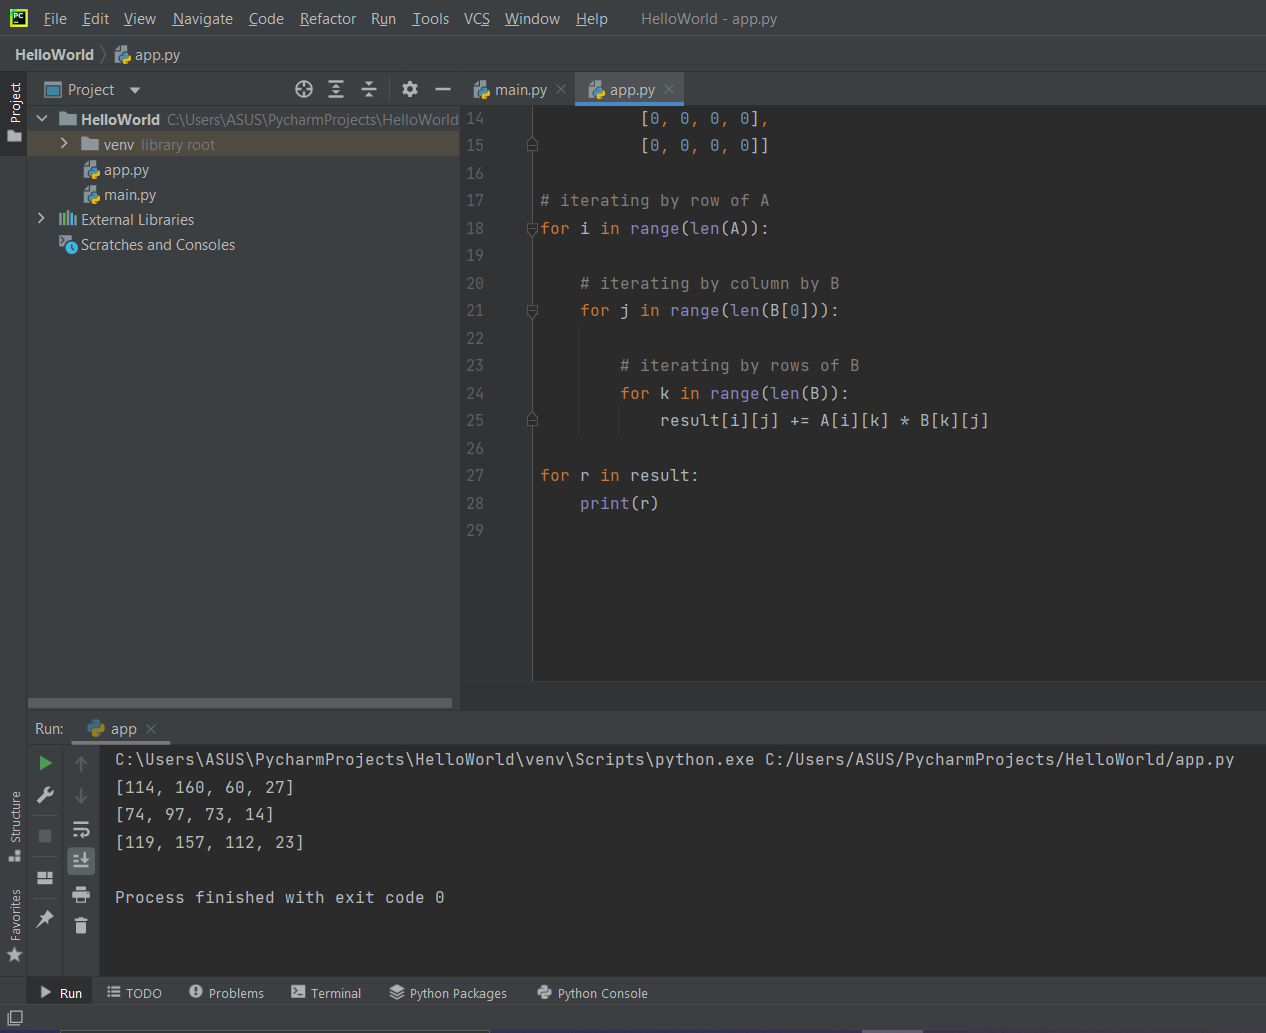 PC
File Edit View Navigate Code Refactor Run Tools VCS Window Help HelloWorld - app.py
HelloWorld app.py
Project
Project
main.py app.py
HelloWorld C:\Users\ASUS\PycharmProjects\HelloWorld
venv library root
app.py
main.py
External Libraries
Scratches and Consoles
14 [0, 0, 0, 0],
15 [0, 0, 0, 0]]
16
17 # iterating by row of A
18 for i in range(len(A)):
19
20 # iterating by column by B
21 for j in range(len(B[0])):
22
23 # iterating by rows of B
24 for k in range(len(B)):
25 result[i][j] += A[i][k] * B[k][j]
26
27 for r in result:
28 print(r)
29
Run: app
C:\Users\ASUS\PycharmProjects\HelloWorld\venv\Scripts\python.exe C:/Users/ASUS/PycharmProjects/HelloWorld/app.py
[114, 160, 60, 27]
[74, 97, 73, 14]
[119, 157, 112, 23]
Process finished with exit code 0
Structure
Favorites
Run TODO Problems Terminal Python Packages Python Console